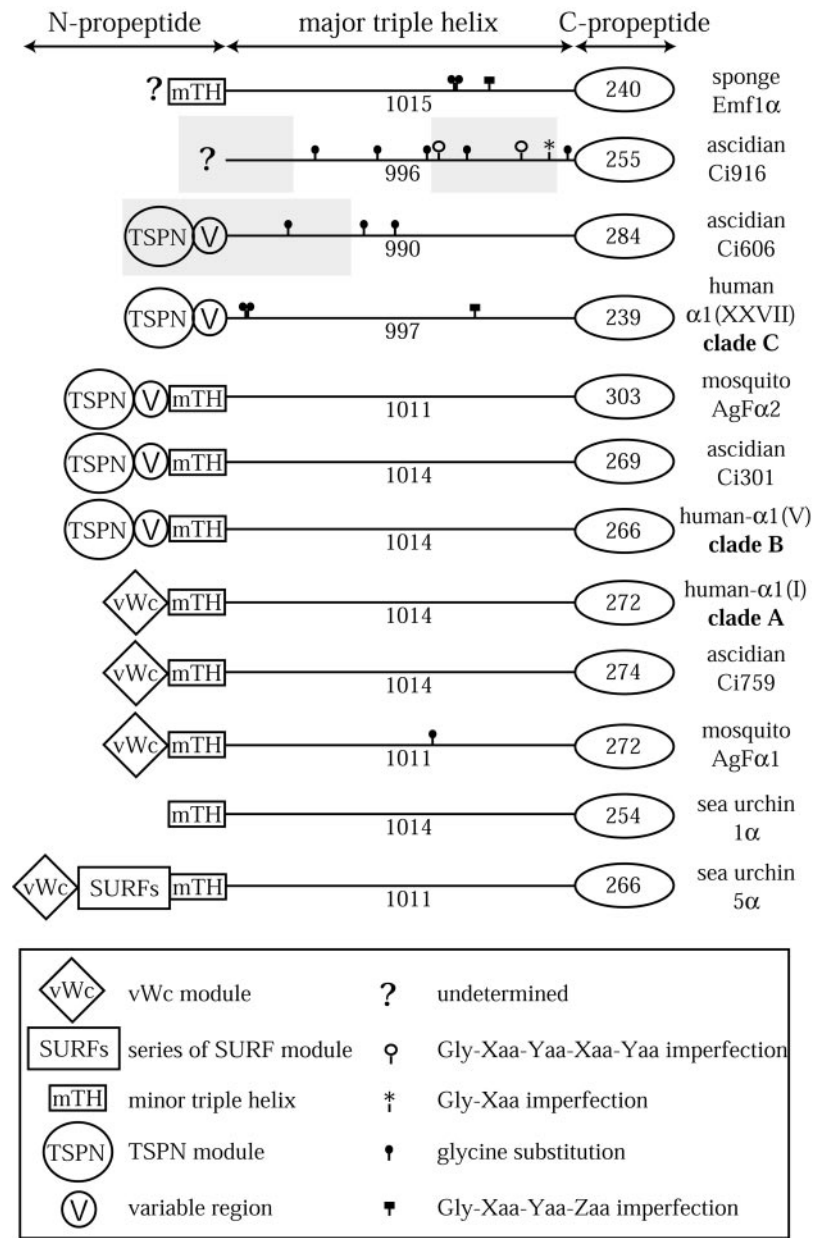 N-propeptide major triple helix C-propeptide
? mTH 1015 240 sponge Emf1α
? 996 * 255 ascidian Ci916
TSPN V 990 284 ascidian Ci606
TSPN V 997 239 human α1(XXVII) clade C
TSPN V mTH 1011 303 mosquito AgFα2
TSPN V mTH 1014 269 ascidian Ci301
TSPN V mTH 1014 266 human-α1(V) clade B
vWc mTH 1014 272 human-α1(I) clade A
vWc mTH 1014 274 ascidian Ci759
vWc mTH 1011 272 mosquito AgFα1
mTH 1014 254 sea urchin 1α
vWc SURFs mTH 1011 266 sea urchin 5α
vWc vWc module ? undetermined
SURFs series of SURF module Gly-Xaa-Yaa-Xaa-Yaa imperfection
mTH minor triple helix * Gly-Xaa imperfection
TSPN TSPN module glycine substitution
V variable region Gly-Xaa-Yaa-Zaa imperfection